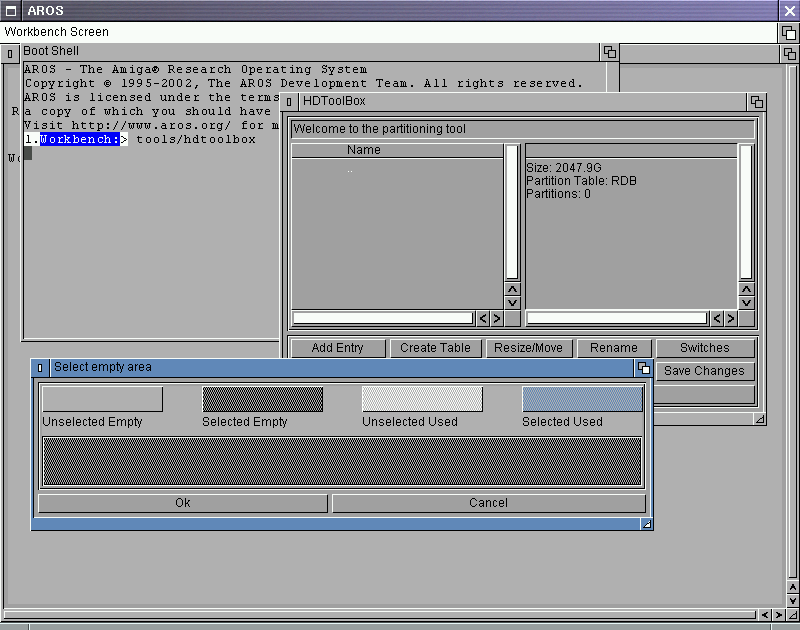 AROS
Workbench Screen
Boot Shell
AROS - The Amiga® Research Operating System
Copyright © 1995-2002, The AROS Development Team. All rights reserved.
AROS is licensed under the terms
a copy of which you should have
Visit http://www.aros.org/ for m
1.Workbench:> tools/hdtoolbox
HDToolBox
Welcome to the partitioning tool
Name
..
Size: 2047.9G
Partition Table: RDB
Partitions: 0
Add Entry Create Table Resize/Move Rename Switches
Save Changes
Select empty area
Unselected Empty Selected Empty Unselected Used Selected Used
Ok Cancel